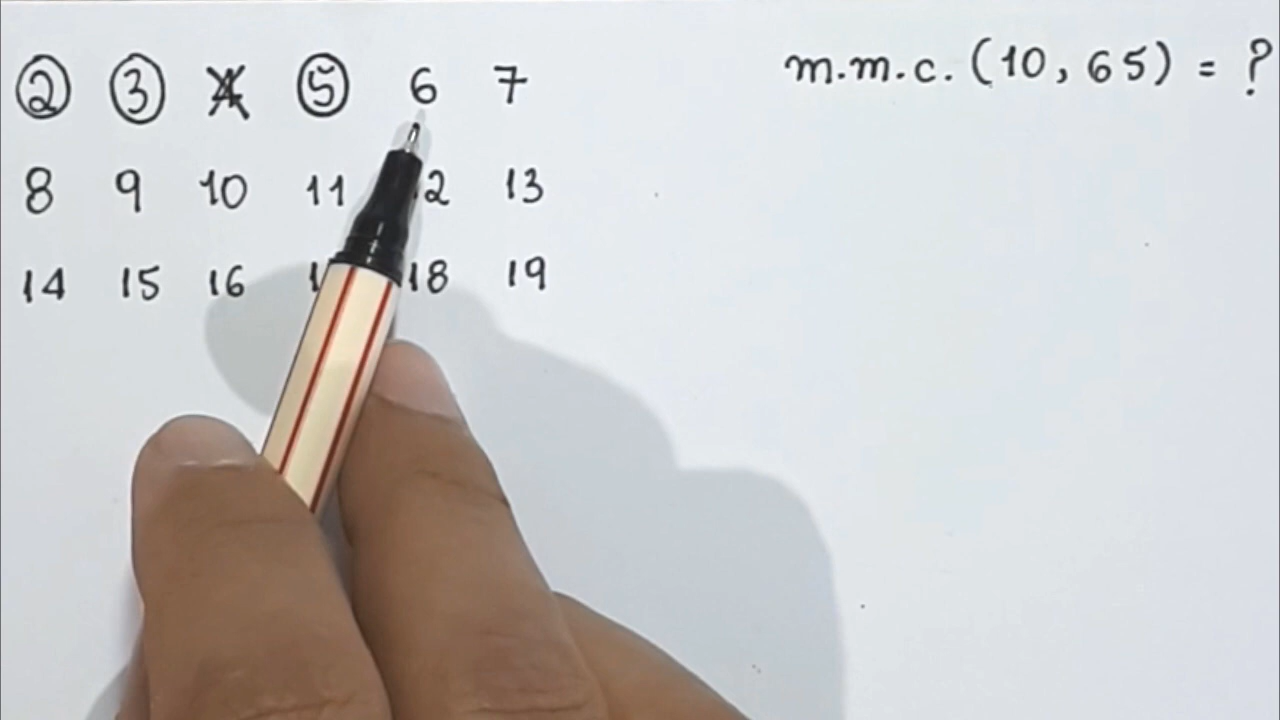 2 3 4 5 6 7
m.m.c. (10, 65) = ?
8 9 10 11 13
14 15 16 18 19